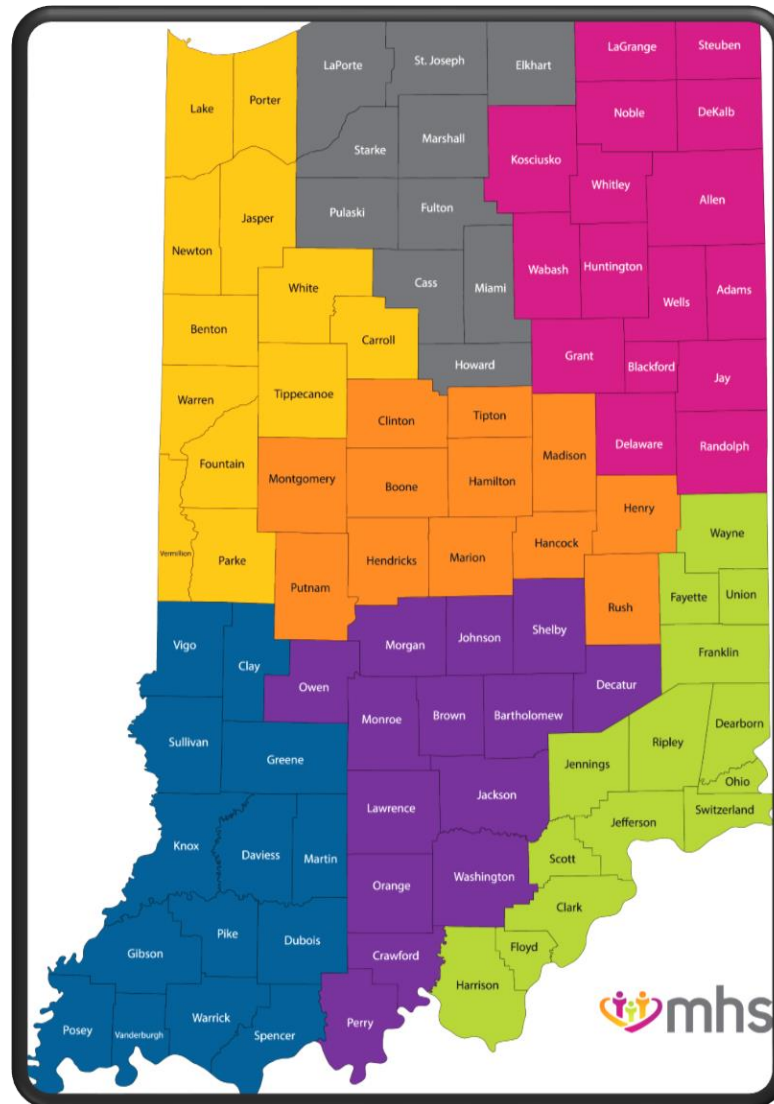 LaPorte
St. Joseph
Elkhart
LaGrange
Steuben
Lake
Porter
Noble
DeKalb
Starke
Marshall
Kosciusko
Whitley
Allen
Jasper
Pulaski
Fulton
Newton
Wabash
Huntington
White
Cass
Miami
Wells
Adams
Benton
Carroll
Grant
Blackford
Howard
Jay
Warren
Tippecanoe
Clinton
Tipton
Madison
Delaware
Randolph
Fountain
Montgomery
Boone
Hamilton
Henry
Wayne
Vermillion
Parke
Putnam
Hendricks
Marion
Hancock
Fayette
Union
Rush
Vigo
Clay
Owen
Morgan
Johnson
Shelby
Franklin
Decatur
Sullivan
Greene
Monroe
Brown
Bartholomew
Dearborn
Jennings
Ripley
Ohio
Lawrence
Jackson
Switzerland
Jefferson
Knox
Daviess
Martin
Scott
Orange
Washington
Clark
Pike
Dubois
Gibson
Crawford
Floyd
Harrison
Posey
Vanderburgh
Warrick
Spencer
Perry
mhs